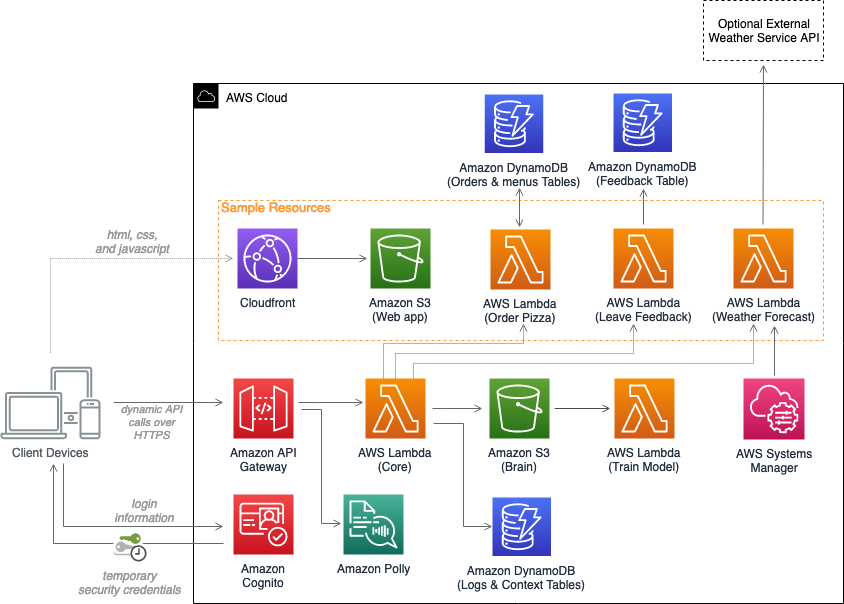 Optional External
Weather Service API
AWS Cloud
Amazon DynamoDB
(Orders & menus Tables)
Amazon DynamoDB
(Feedback Table)
Sample Resources
html, css,
and javascript
Cloudfront
Amazon S3
(Web app)
AWS Lambda
(Order Pizza)
AWS Lambda
(Leave Feedback)
AWS Lambda
(Weather Forecast)
Client Devices
dynamic API
calls over
HTTPS
Amazon API
Gateway
AWS Lambda
(Core)
Amazon S3
(Brain)
AWS Lambda
(Train Model)
AWS Systems
Manager
login
information
temporary
security credentials
Amazon
Cognito
Amazon Polly
Amazon DynamoDB
(Logs & Context Tables)